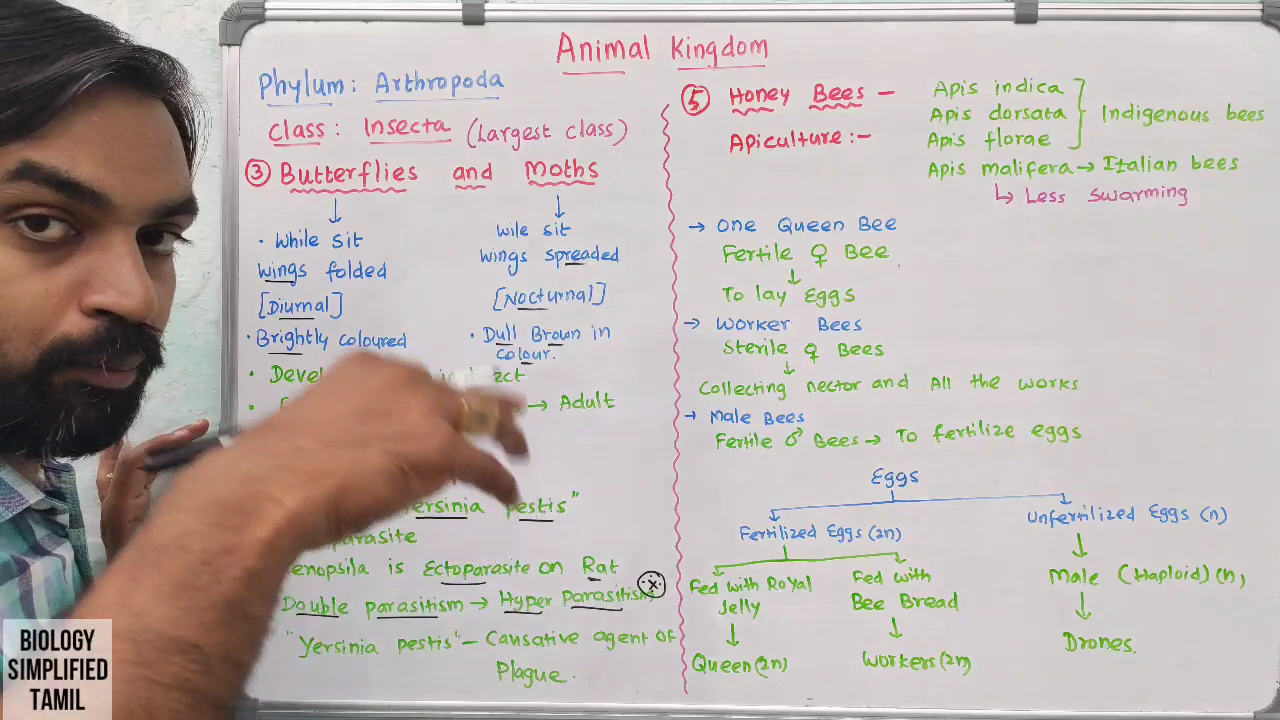 Animal Kingdom
Phylum: Arthropoda
Class: Insecta (Largest class)
③ Butterflies and Moths
• While sit
wings folded
[Diurnal]
• Brightly coloured
wile sit
wings spreaded
[Nocturnal]
• Dull Brown in
colour.
→ Adult
pestis"
parasite
enopsila is Ectoparasite on Rat
Double parasitism → Hyper Parasitism
"Yersinia pestis" – Causative agent of
Plague.
⑤ Honey Bees –
Apiculture :-
Apis indica
Apis dorsata
Apis florae
Indigenous bees
Apis malifera → Italian bees
↳ Less swarming
→ One Queen Bee
Fertile ♀ Bee
↓
To lay Eggs
→ Worker Bees
Sterile ♀ Bees
↓
Collecting nector and All the works
→ Male Bees
Fertile ♂ Bees → To fertilize eggs
Eggs
Fertilized Eggs (2n)
Unfertilized Eggs (n)
Fed with Royal
Jelly
Fed with
Bee Bread
Male (Haploid) (n)
Queen (2n)
Workers (2n)
Drones.
BIOLOGY
SIMPLIFIED
TAMIL